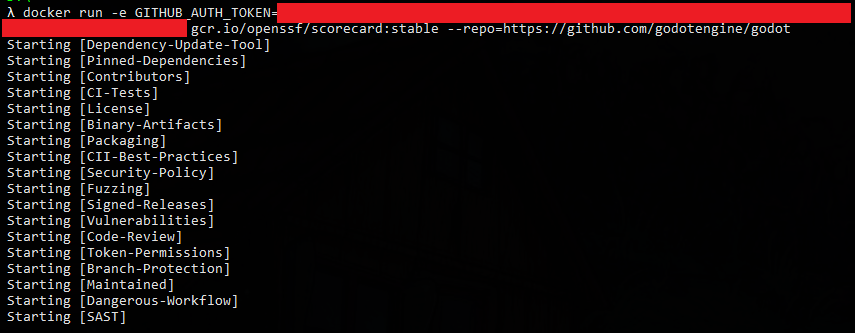 λ docker run -e GITHUB_AUTH_TOKEN=
gcr.io/openssf/scorecard:stable --repo=https://github.com/godotengine/godot
Starting [Dependency-Update-Tool]
Starting [Pinned-Dependencies]
Starting [Contributors]
Starting [CI-Tests]
Starting [License]
Starting [Binary-Artifacts]
Starting [Packaging]
Starting [CII-Best-Practices]
Starting [Security-Policy]
Starting [Fuzzing]
Starting [Signed-Releases]
Starting [Vulnerabilities]
Starting [Code-Review]
Starting [Token-Permissions]
Starting [Branch-Protection]
Starting [Maintained]
Starting [Dangerous-Workflow]
Starting [SAST]